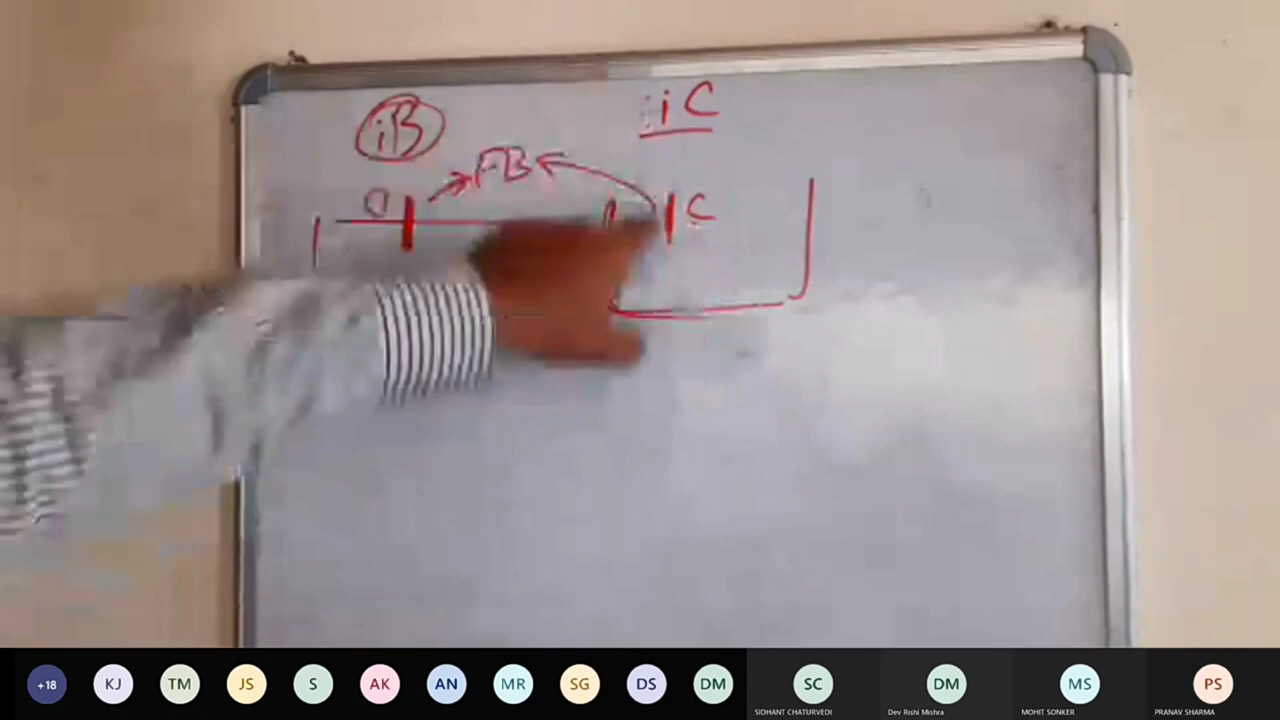 iB iC
FB
O C
+18 KJ TM JS S AK AN MR SG DS DM SC DM MS PS
SIDHANT CHATURVEDI Dev Rishi Mishra MOHIT SONKER PRANAV SHARMA